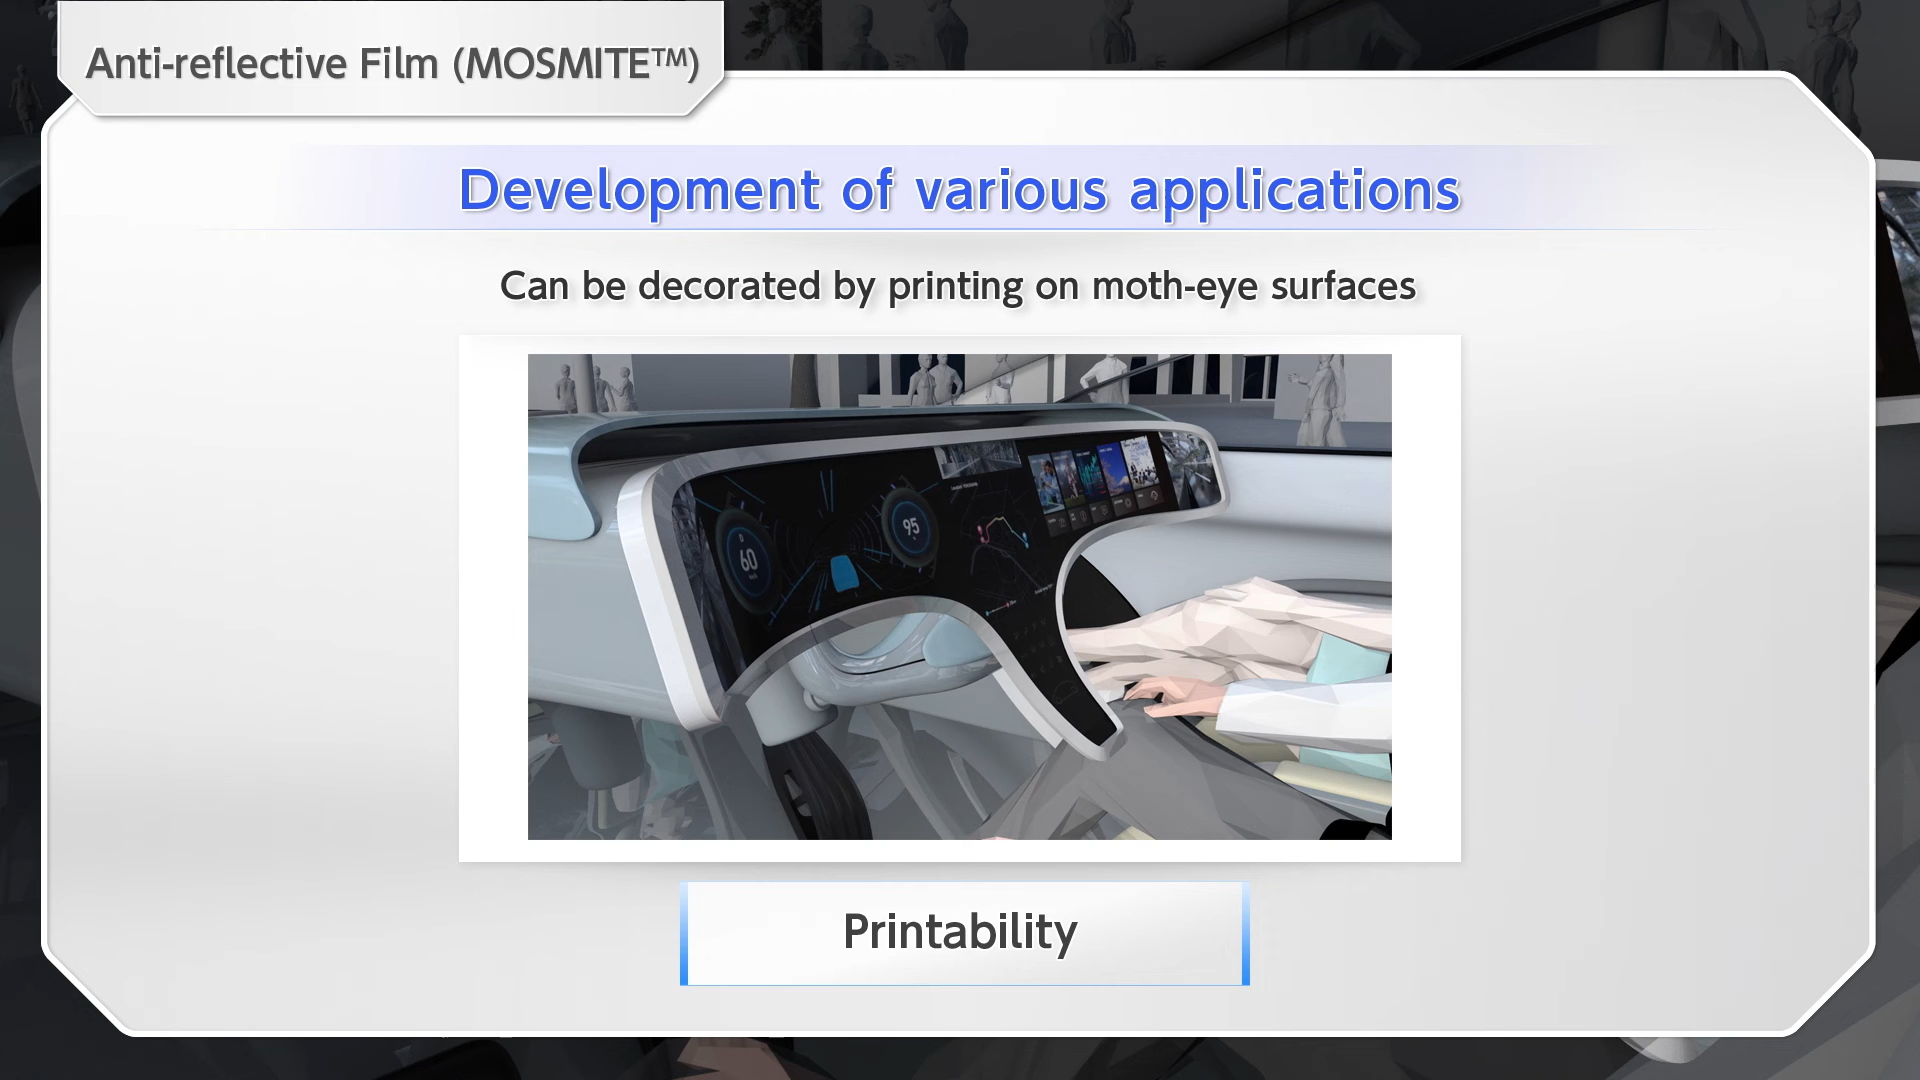 Anti-reflective Film (MOSMITE™)
Development of various applications
Can be decorated by printing on moth-eye surfaces
D
60
km/h
95
Printability